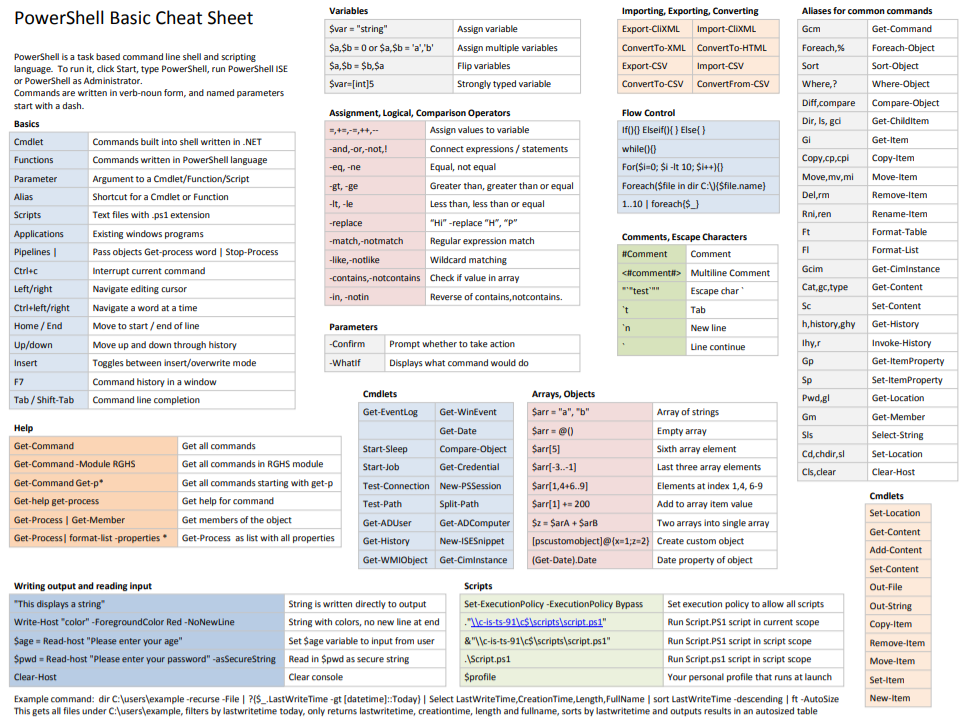 PowerShell Basic Cheat Sheet
PowerShell is a task based command line shell and scripting
language.  To run it, click Start, type PowerShell, run PowerShell ISE
or PowerShell as Administrator.
Commands are written in verb-noun form, and named parameters
start with a dash.
Basics
Cmdlet Commands built into shell written in .NET
Functions Commands written in PowerShell language
Parameter Argument to a Cmdlet/Function/Script
Alias Shortcut for a Cmdlet or Function
Scripts Text files with .ps1 extension
Applications Existing windows programs
Pipelines | Pass objects Get-process word | Stop-Process
Ctrl+c Interrupt current command
Left/right Navigate editing cursor
Ctrl+left/right Navigate a word at a time
Home / End Move to start / end of line
Up/down Move up and down through history
Insert Toggles between insert/overwrite mode
F7 Command history in a window
Tab / Shift-Tab Command line completion
Help
Get-Command Get all commands
Get-Command -Module RGHS Get all commands in RGHS module
Get-Command Get-p* Get all commands starting with get-p
Get-help get-process Get help for command
Get-Process | Get-Member Get members of the object
Get-Process| format-list -properties * Get-Process  as list with all properties
Variables
$var = "string" Assign variable
$a,$b = 0 or $a,$b = 'a','b' Assign multiple variables
$a,$b = $b,$a Flip variables
$var=[int]5 Strongly typed variable
Assignment, Logical, Comparison Operators
=,+=,-=,++,-- Assign values to variable
-and,-or,-not,! Connect expressions / statements
-eq, -ne Equal, not equal
-gt, -ge Greater than, greater than or equal
-lt, -le Less than, less than or equal
-replace “Hi” -replace “H”, “P”
-match,-notmatch Regular expression match
-like,-notlike Wildcard matching
-contains,-notcontains Check if value in array
-in, -notin Reverse of contains,notcontains.
Parameters
-Confirm Prompt whether to take action
-WhatIf Displays what command would do
Importing, Exporting, Converting
Export-CliXML Import-CliXML
ConvertTo-XML ConvertTo-HTML
Export-CSV Import-CSV
ConvertTo-CSV ConvertFrom-CSV
Flow Control
If(){} Elseif(){ } Else{ }
while(){}
For($i=0; $i -lt 10; $i++){}
Foreach($file in dir C:\){$file.name}
1..10 | foreach{$_}
Comments, Escape Characters
#Comment Comment
<#comment#> Multiline Comment
"`"test`"" Escape char `
`t Tab
`n New line
` Line continue
Aliases for common commands
Gcm Get-Command
Foreach,% Foreach-Object
Sort Sort-Object
Where,? Where-Object
Diff,compare Compare-Object
Dir, ls, gci Get-ChildItem
Gi Get-Item
Copy,cp,cpi Copy-Item
Move,mv,mi Move-Item
Del,rm Remove-Item
Rni,ren Rename-Item
Ft Format-Table
Fl Format-List
Gcim Get-CimInstance
Cat,gc,type Get-Content
Sc Set-Content
h,history,ghy Get-History
Ihy,r Invoke-History
Gp Get-ItemProperty
Sp Set-ItemProperty
Pwd,gl Get-Location
Gm Get-Member
Sls Select-String
Cd,chdir,sl Set-Location
Cls,clear Clear-Host
Cmdlets
Get-EventLog Get-WinEvent
Get-Date
Start-Sleep Compare-Object
Start-Job Get-Credential
Test-Connection New-PSSession
Test-Path Split-Path
Get-ADUser Get-ADComputer
Get-History New-ISESnippet
Get-WMIObject Get-CimInstance
Arrays, Objects
$arr = "a", "b" Array of strings
$arr = @() Empty array
$arr[5] Sixth array element
$arr[-3..-1] Last three array elements
$arr[1,4+6..9] Elements at index 1,4, 6-9
$arr[1] += 200 Add to array item value
$z = $arA + $arB Two arrays into single array
[pscustomobject]@{x=1;z=2} Create custom object
(Get-Date).Date Date property of object
Cmdlets
Set-Location
Get-Content
Add-Content
Set-Content
Out-File
Out-String
Copy-Item
Remove-Item
Move-Item
Set-Item
New-Item
Writing output and reading input
"This displays a string" String is written directly to output
Write-Host "color" -ForegroundColor Red -NoNewLine String with colors, no new line at end
$age = Read-host "Please enter your age" Set $age variable to input from user
$pwd = Read-host "Please enter your password" -asSecureString Read in $pwd as secure string
Clear-Host Clear console
Scripts
Set-ExecutionPolicy -ExecutionPolicy Bypass Set execution policy to allow all scripts
."\\c-is-ts-91\c$\scripts\script.ps1" Run Script.PS1 script in current scope
&"\\c-is-ts-91\c$\scripts\script.ps1" Run Script.PS1 script in script scope
.\Script.ps1 Run Script.ps1 script in script scope
$profile Your personal profile that runs at launch
Example command:  dir C:\users\example -recurse -File | ?{$_.LastWriteTime -gt [datetime]::Today} | Select LastWriteTime,CreationTime,Length,FullName | sort LastWriteTime -descending | ft -AutoSize
This gets all files under C:\users\example, filters by lastwritetime today, only returns lastwritetime, creationtime, length and fullname, sorts by lastwritetime and outputs results in an autosized table